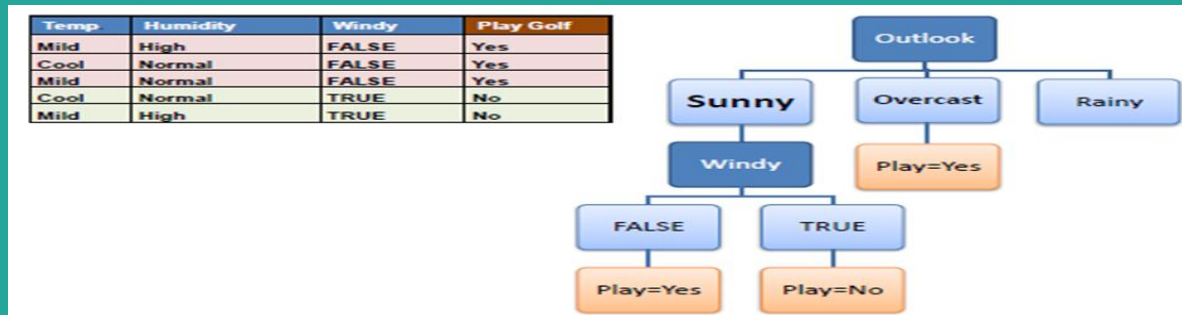 Temp. Humidity Windy Play Golf
Mild High FALSE Yes
Cool Normal FALSE Yes
Mild Normal FALSE Yes
Cool Normal TRUE No
Mild High TRUE No
Outlook
Sunny Overcast Rainy
Windy Play=Yes
FALSE TRUE
Play=Yes Play=No